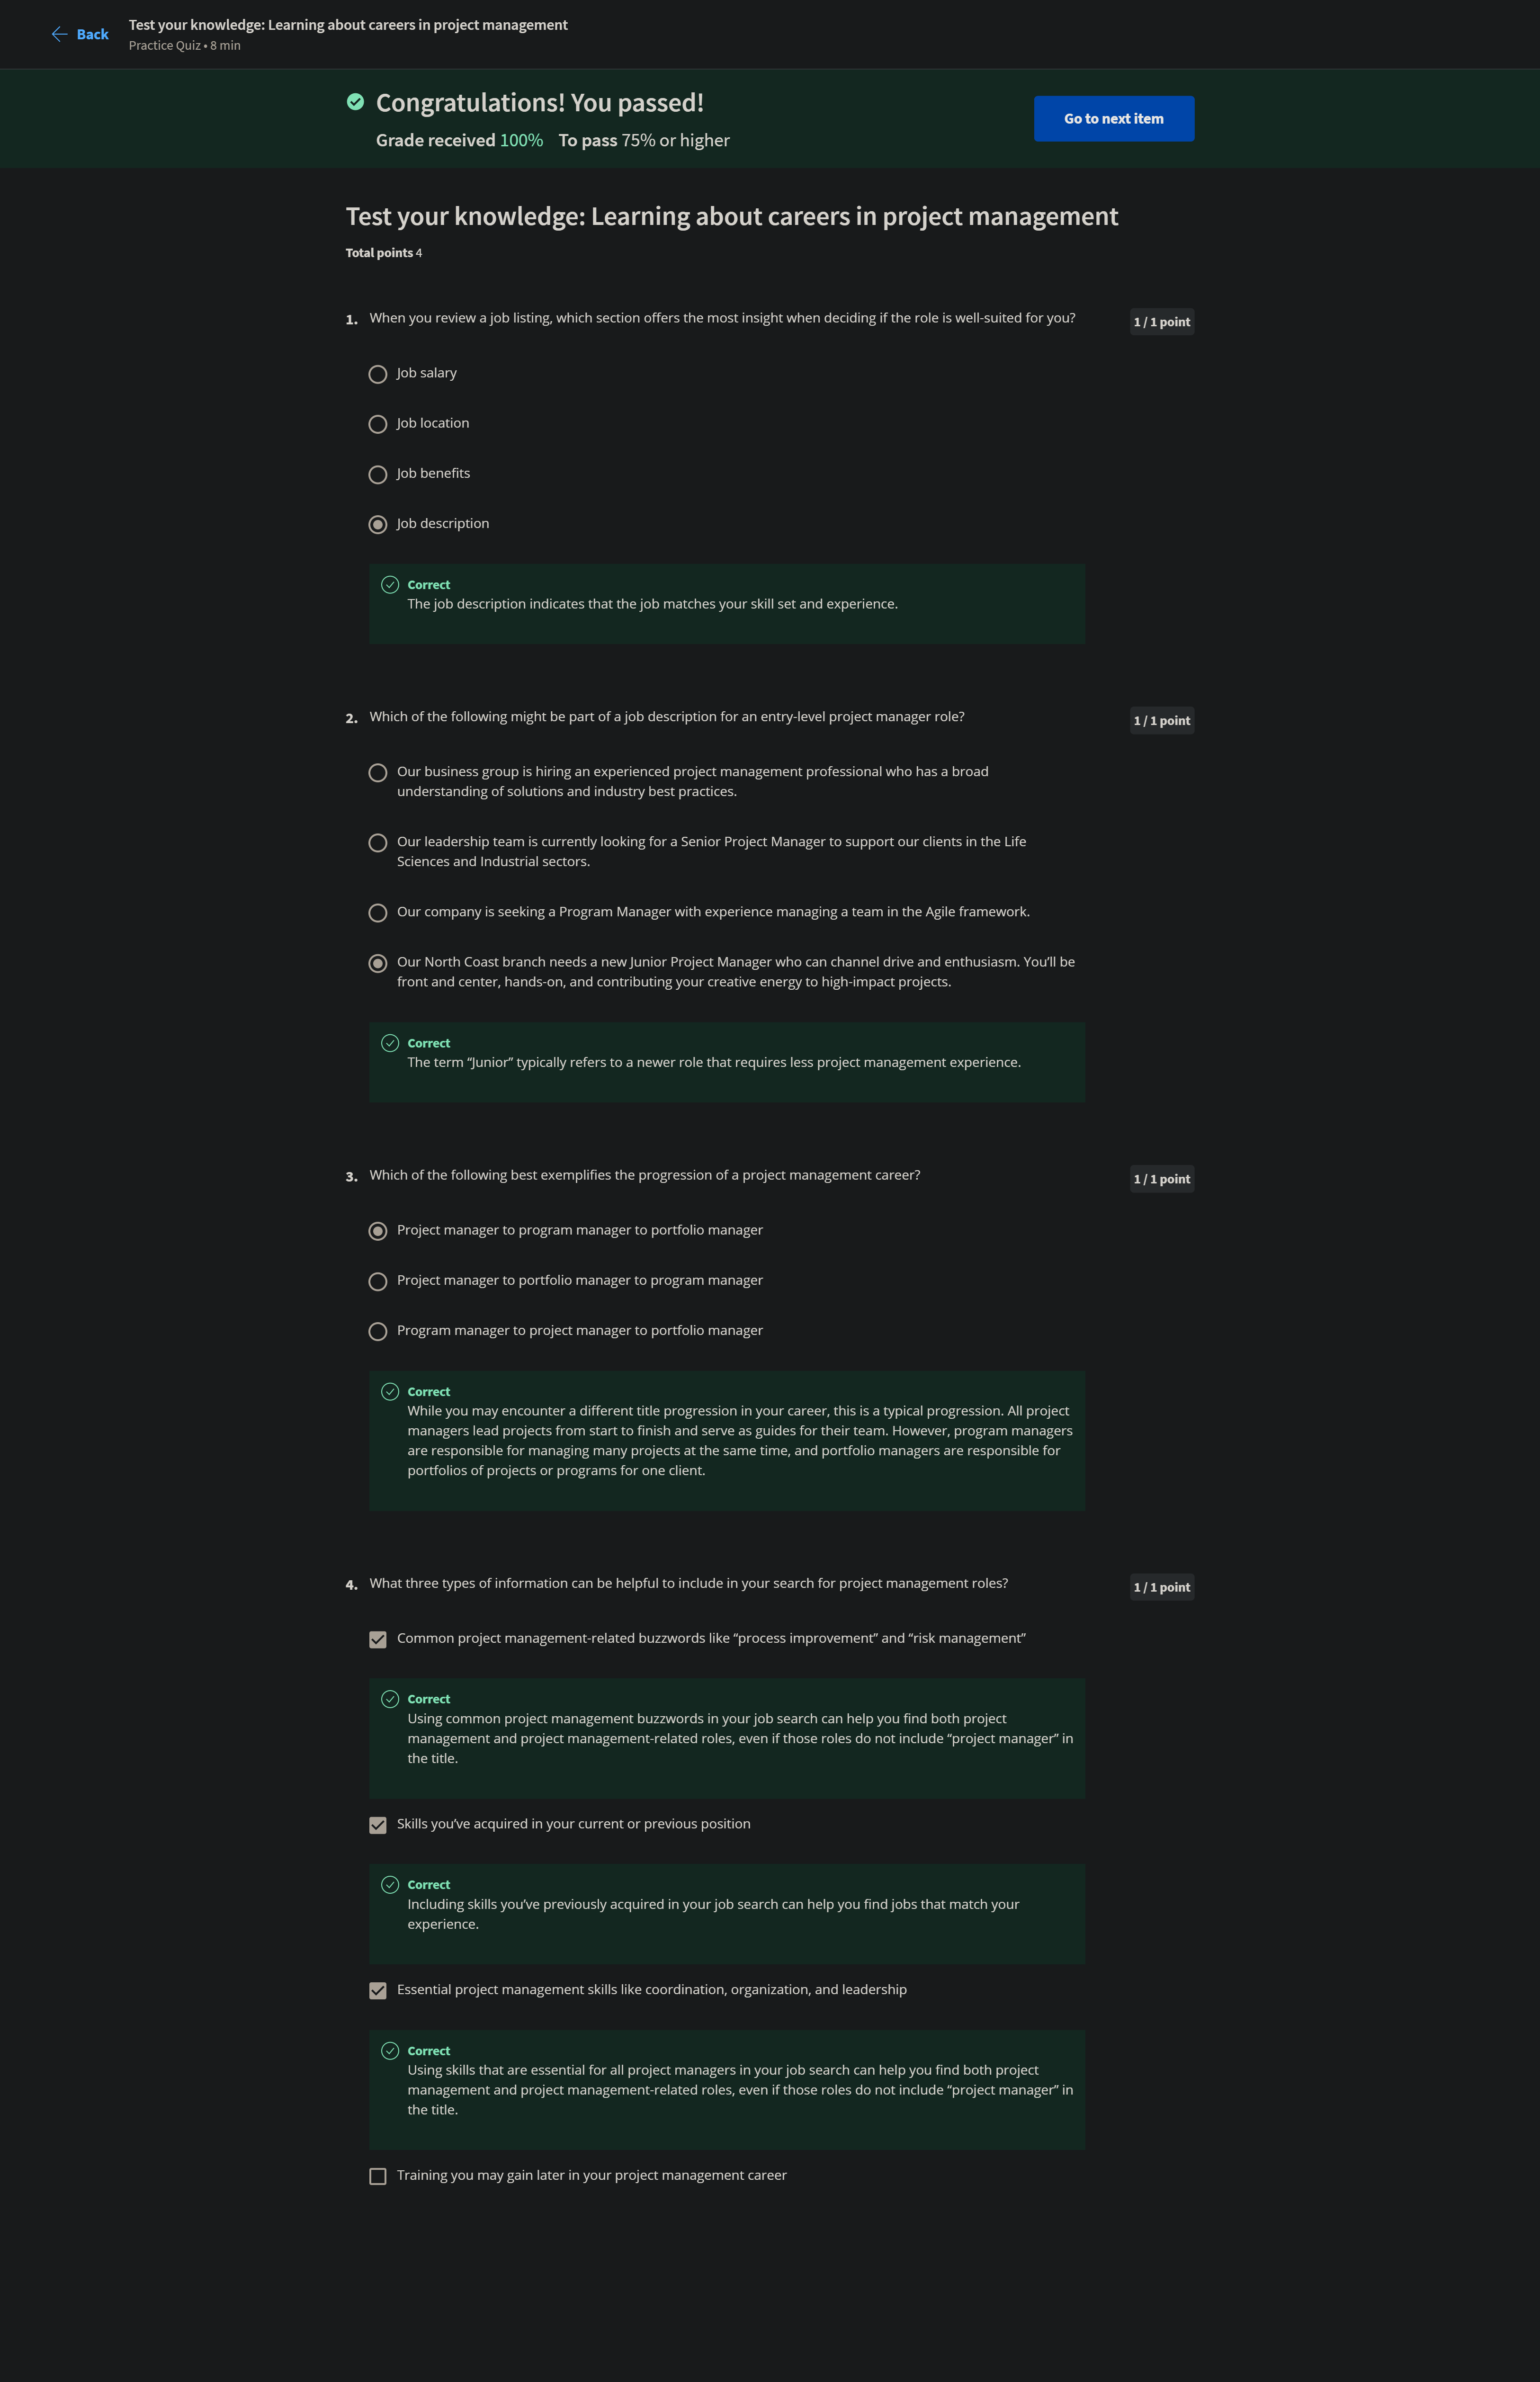 Back
Test your knowledge: Learning about careers in project management
Practice Quiz • 8 min
Congratulations! You passed!
Grade received 100% To pass 75% or higher
Go to next item
Test your knowledge: Learning about careers in project management
Total points 4
1. When you review a job listing, which section offers the most insight when deciding if the role is well-suited for you?
1 / 1 point
Job salary
Job location
Job benefits
Job description
Correct
The job description indicates that the job matches your skill set and experience.
2. Which of the following might be part of a job description for an entry-level project manager role?
1 / 1 point
Our business group is hiring an experienced project management professional who has a broad
understanding of solutions and industry best practices.
Our leadership team is currently looking for a Senior Project Manager to support our clients in the Life
Sciences and Industrial sectors.
Our company is seeking a Program Manager with experience managing a team in the Agile framework.
Our North Coast branch needs a new Junior Project Manager who can channel drive and enthusiasm. You’ll be
front and center, hands-on, and contributing your creative energy to high-impact projects.
Correct
The term “Junior” typically refers to a newer role that requires less project management experience.
3. Which of the following best exemplifies the progression of a project management career?
1 / 1 point
Project manager to program manager to portfolio manager
Project manager to portfolio manager to program manager
Program manager to project manager to portfolio manager
Correct
While you may encounter a different title progression in your career, this is a typical progression. All project
managers lead projects from start to finish and serve as guides for their team. However, program managers
are responsible for managing many projects at the same time, and portfolio managers are responsible for
portfolios of projects or programs for one client.
4. What three types of information can be helpful to include in your search for project management roles?
1 / 1 point
Common project management-related buzzwords like “process improvement” and “risk management”
Correct
Using common project management buzzwords in your job search can help you find both project
management and project management-related roles, even if those roles do not include “project manager” in
the title.
Skills you’ve acquired in your current or previous position
Correct
Including skills you’ve previously acquired in your job search can help you find jobs that match your
experience.
Essential project management skills like coordination, organization, and leadership
Correct
Using skills that are essential for all project managers in your job search can help you find both project
management and project management-related roles, even if those roles do not include “project manager” in
the title.
Training you may gain later in your project management career